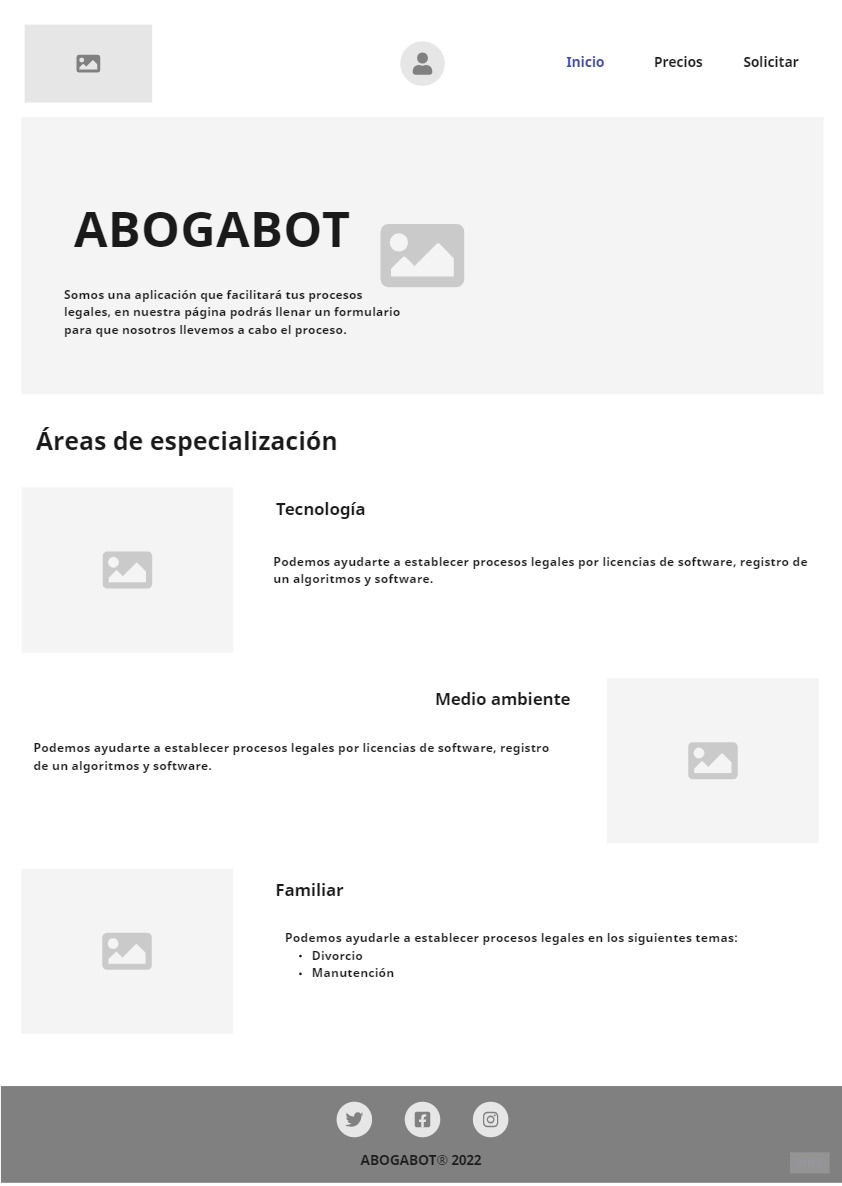 Inicio
Precios
Solicitar
ABOGABOT
Somos una aplicación que facilitará tus procesos
legales, en nuestra página podrás llenar un formulario
para que nosotros llevemos a cabo el proceso.
Áreas de especialización
Tecnología
Podemos ayudarte a establecer procesos legales por licencias de software, registro de
un algoritmos y software.
Medio ambiente
Podemos ayudarte a establecer procesos legales por licencias de software, registro
de un algoritmos y software.
Familiar
Podemos ayudarle a establecer procesos legales en los siguientes temas:
• Divorcio
• Manutención
ABOGABOT® 2022